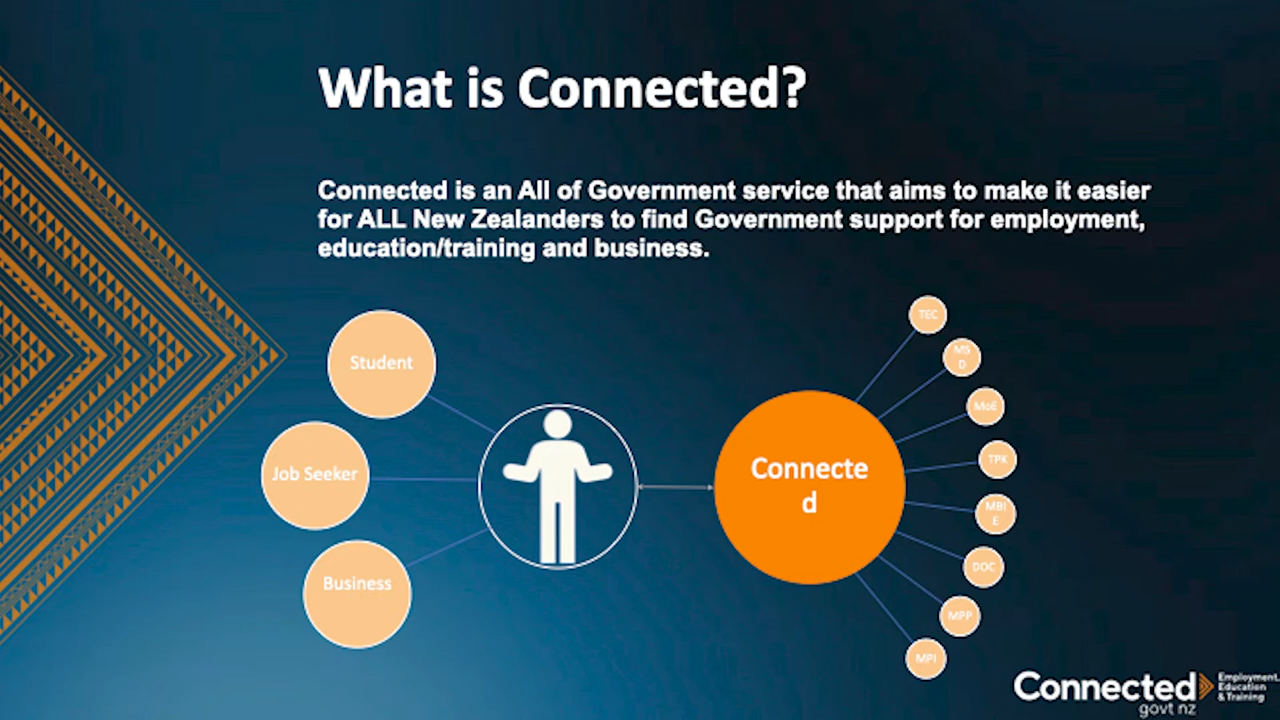 What is Connected?
Connected is an All of Government service that aims to make it easier
for ALL New Zealanders to find Government support for employment,
education/training and business.
Student
Job Seeker
Business
Connecte
d
TEC
MS
D
MoE
TPK
MBI
E
DOC
MPP
MPI
Connected
govt nz
Employment,
Education
& Training